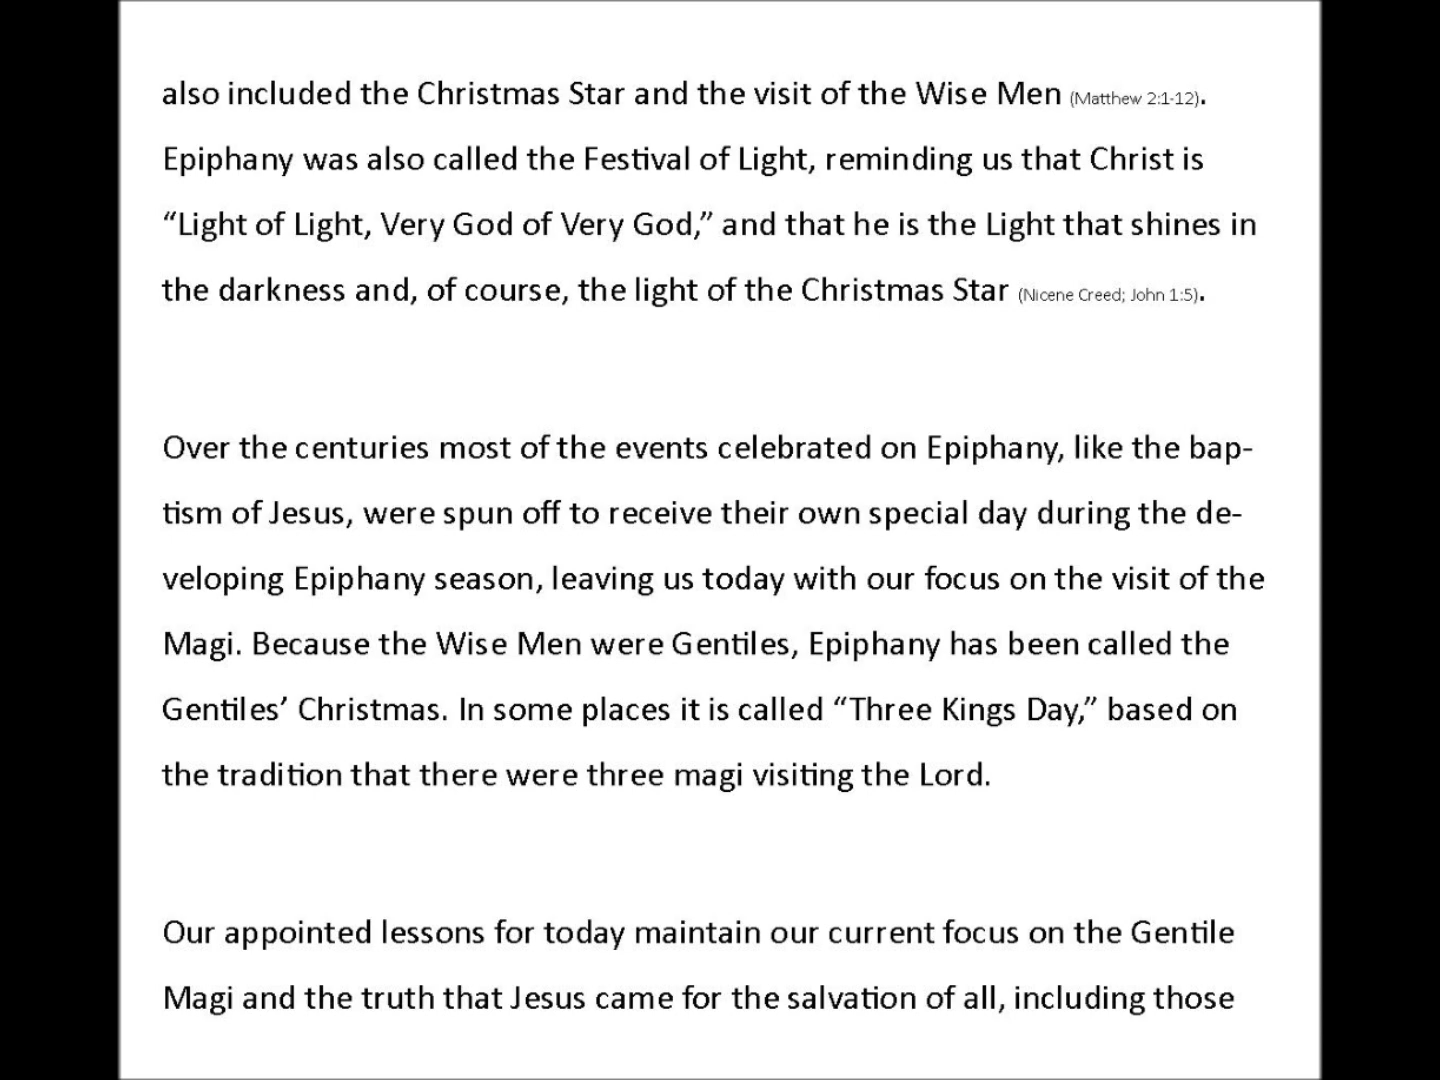 also included the Christmas Star and the visit of the Wise Men (Matthew 2:1-12).
Epiphany was also called the Festival of Light, reminding us that Christ is
“Light of Light, Very God of Very God,” and that he is the Light that shines in
the darkness and, of course, the light of the Christmas Star (Nicene Creed; John 1:5).
Over the centuries most of the events celebrated on Epiphany, like the bap-
tism of Jesus, were spun off to receive their own special day during the de-
veloping Epiphany season, leaving us today with our focus on the visit of the
Magi. Because the Wise Men were Gentiles, Epiphany has been called the
Gentiles’ Christmas. In some places it is called “Three Kings Day,” based on
the tradition that there were three magi visiting the Lord.
Our appointed lessons for today maintain our current focus on the Gentile
Magi and the truth that Jesus came for the salvation of all, including those